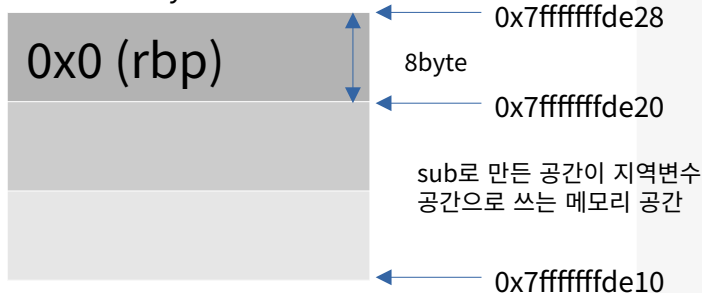 0x7fffffffde28
0x0 (rbp)
8byte
0x7fffffffde20
sub로 만든 공간이 지역변수
공간으로 쓰는 메모리 공간
0x7fffffffde10